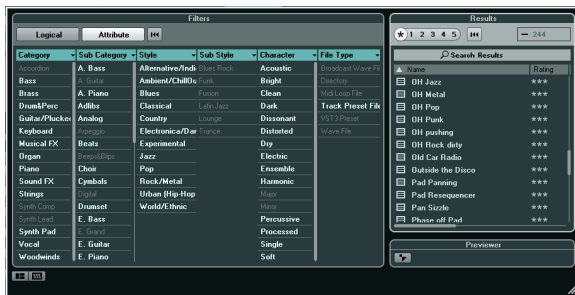 Filters
Logical Attribute
Category Sub Category Style Sub Style Character File Type
Accordion A. Bass Alternative/Indi Blues Rock Acoustic Broadcast Wave Fil
Bass A. Guitar Ambient/ChillOu Funk Bright Directory
Brass A. Piano Blues Fusion Clean Midi Loop File
Drum&Perc Adlibs Classical Latin Jazz Dark Track Preset File
Guitar/Plucked Analog Country Lounge Dissonant VST3 Preset
Keyboard Arpeggio Electronica/Dan Trance Distorted Wave File
Musical FX Beats Experimental Dry
Organ Beeps&Blips Jazz Electric
Piano Choir Pop Ensemble
Sound FX Cymbals Rock/Metal Harmonic
Strings Digital Urban (Hip-Hop Major
Synth Comp Drumset World/Ethnic Minor
Synth Lead E. Bass Percussive
Synth Pad E. Grand Processed
Vocal E. Guitar Single
Woodwinds E. Piano Soft
Results
1 2 3 4 5 244
Search Results
Name Rating
OH Jazz ***
OH Metal ***
OH Pop ***
OH Punk ***
OH pushing ***
OH Rock dirty ***
Old Car Radio ***
Outside the Disco ***
Pad Panning ***
Pad Resequencer ***
Pan Sizzle ***
Phase off Pad ***
Previewer